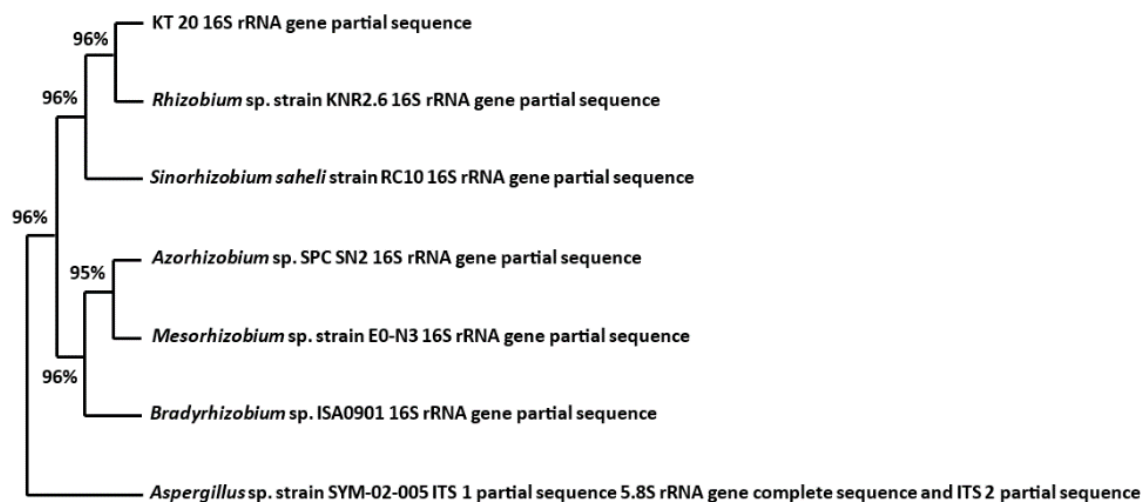 KT 20 16S rRNA gene partial sequence
96%
Rhizobium sp. strain KNR2.6 16S rRNA gene partial sequence
96%
Sinorhizobium saheli strain RC10 16S rRNA gene partial sequence
96%
Azorhizobium sp. SPC SN2 16S rRNA gene partial sequence
95%
Mesorhizobium sp. strain E0-N3 16S rRNA gene partial sequence
96%
Bradyrhizobium sp. ISA0901 16S rRNA gene partial sequence
Aspergillus sp. strain SYM-02-005 ITS 1 partial sequence 5.8S rRNA gene complete sequence and ITS 2 partial sequence